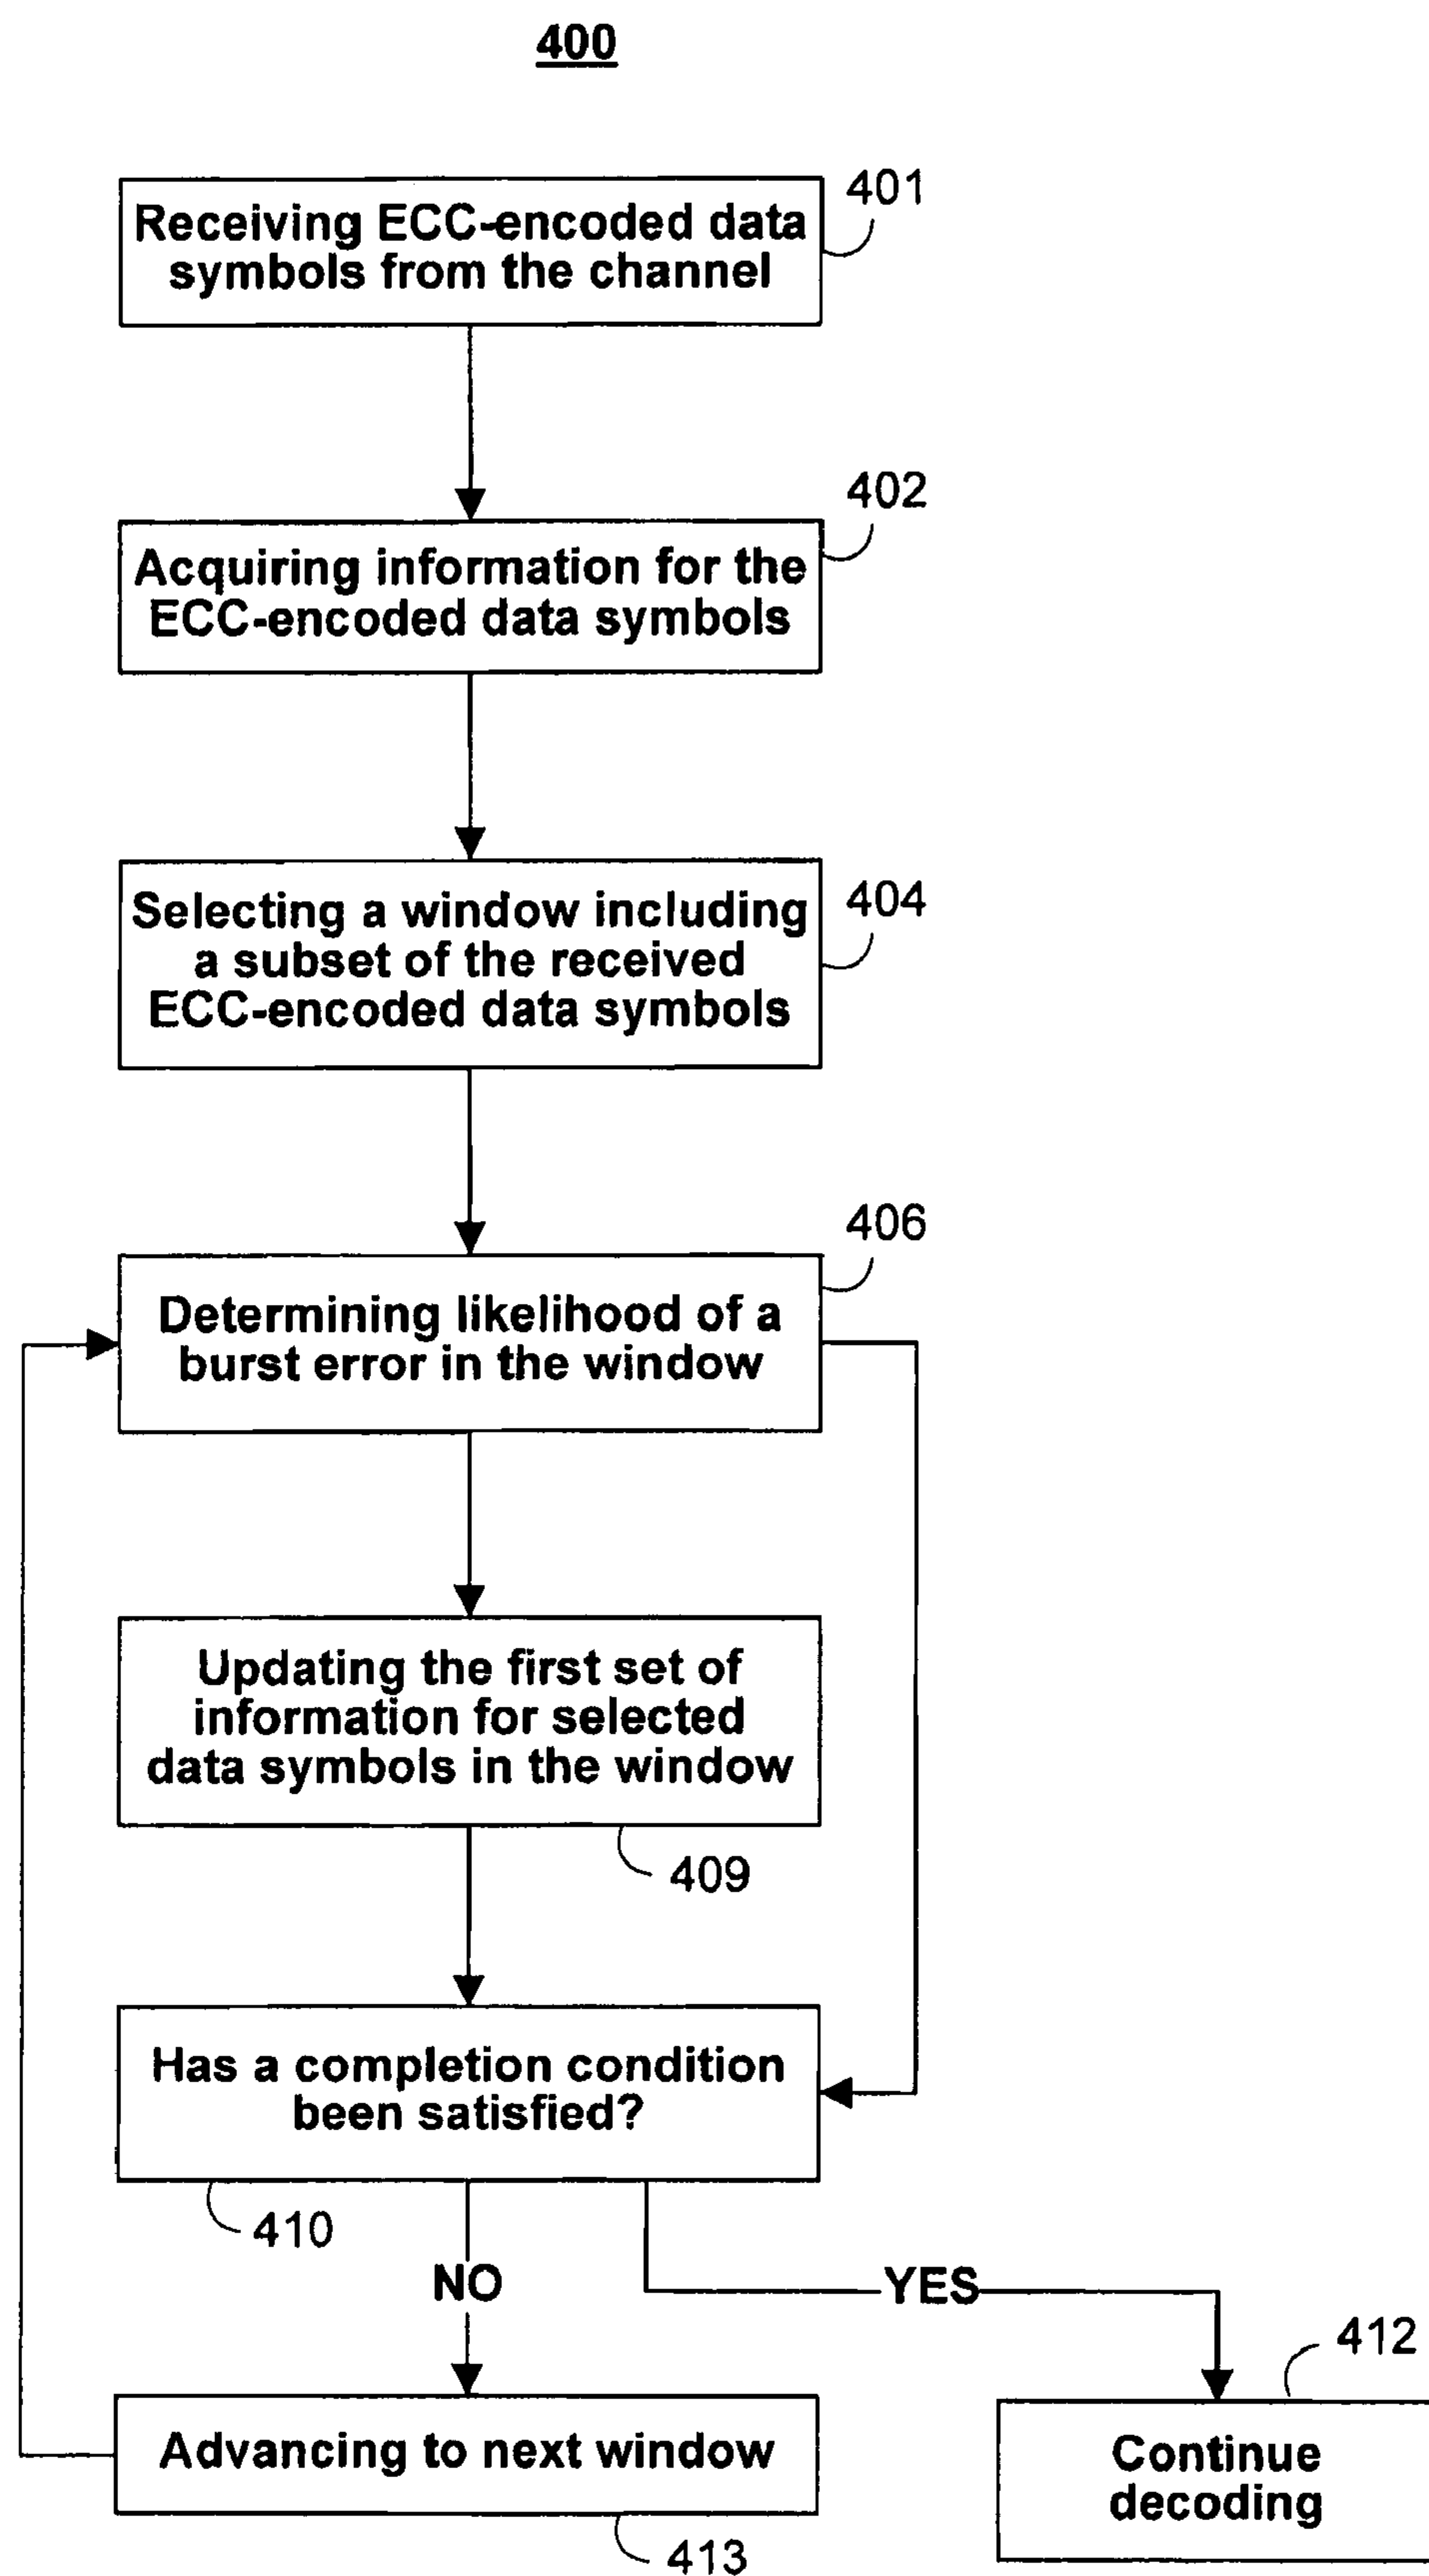 400
Receiving ECC-encoded data
symbols from the channel
401
Acquiring information for the
ECC-encoded data symbols
402
Selecting a window including
a subset of the received
ECC-encoded data symbols
404
Determining likelihood of a
burst error in the window
406
Updating the first set of
information for selected
data symbols in the window
409
Has a completion condition
been satisfied?
410
NO
YES
412
Advancing to next window
413
Continue
decoding